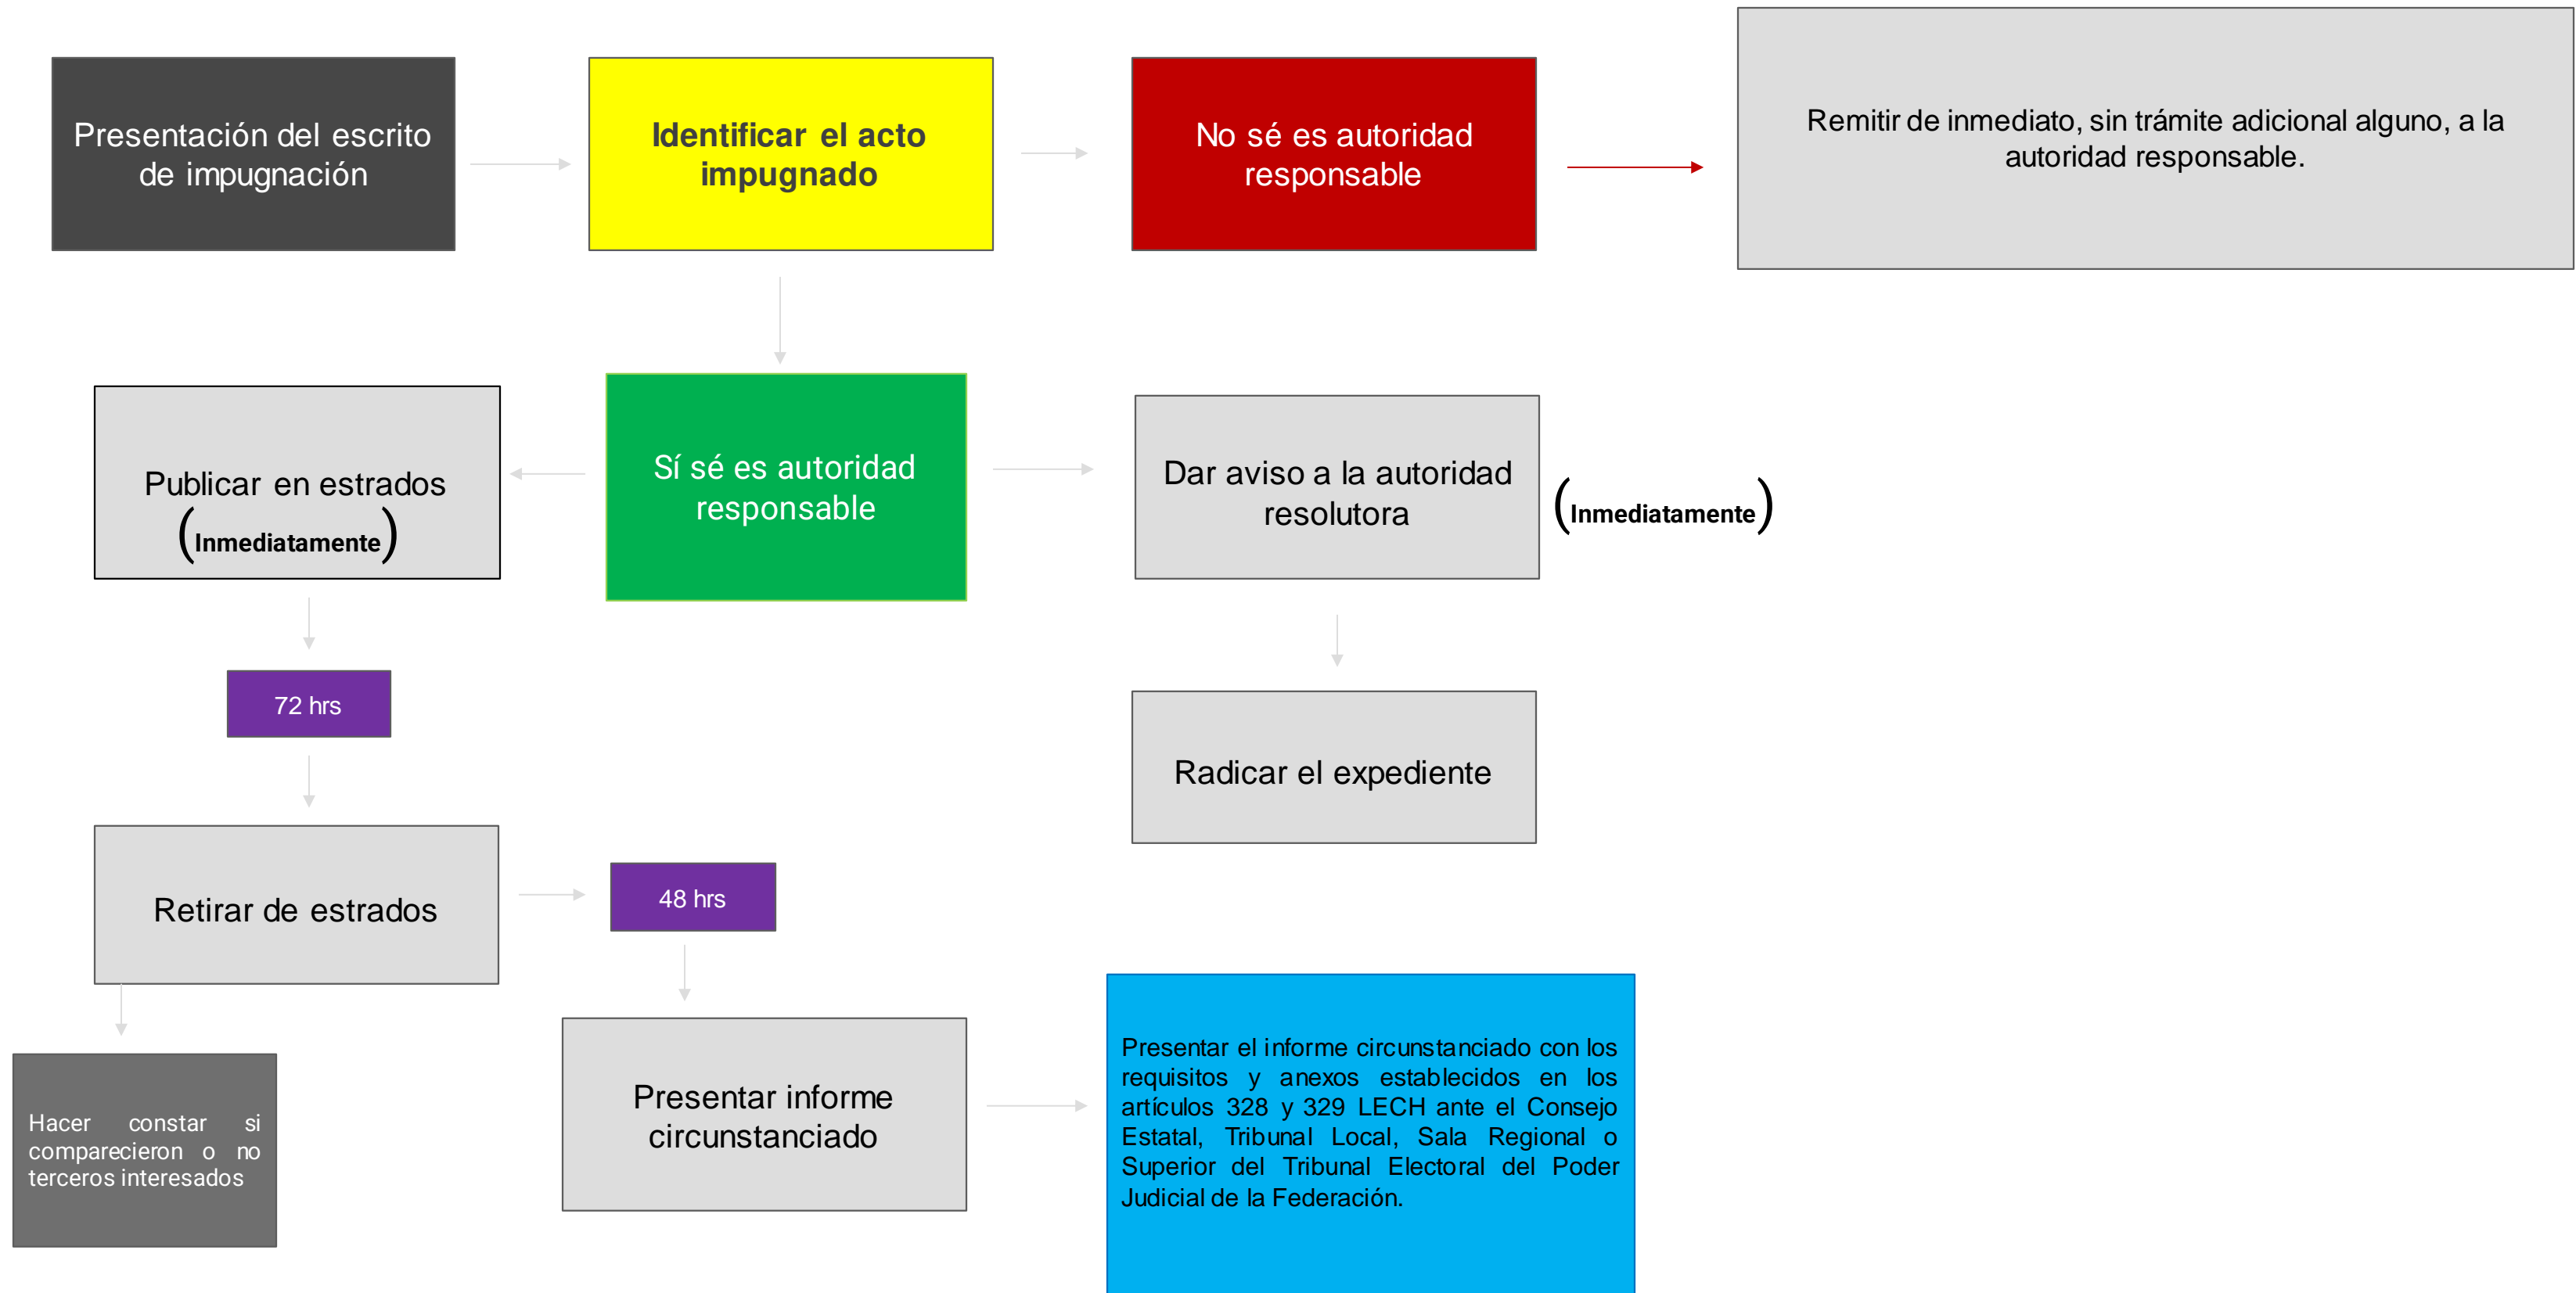 Presentación del escrito
de impugnación
Identificar el acto
impugnado
No sé es autoridad
responsable
Remitir de inmediato, sin trámite adicional alguno, a la
autoridad responsable.
Publicar en estrados
(Inmediatamente)
Sí sé es autoridad
responsable
Dar aviso a la autoridad
resolutora
(Inmediatamente)
72 hrs
Radicar el expediente
Retirar de estrados
48 hrs
Hacer constar si
comparecieron o no
terceros interesados
Presentar informe
circunstanciado
Presentar el informe circunstanciado con los
requisitos y anexos establecidos en los
artículos 328 y 329 LECH ante el Consejo
Estatal, Tribunal Local, Sala Regional o
Superior del Tribunal Electoral del Poder
Judicial de la Federación.